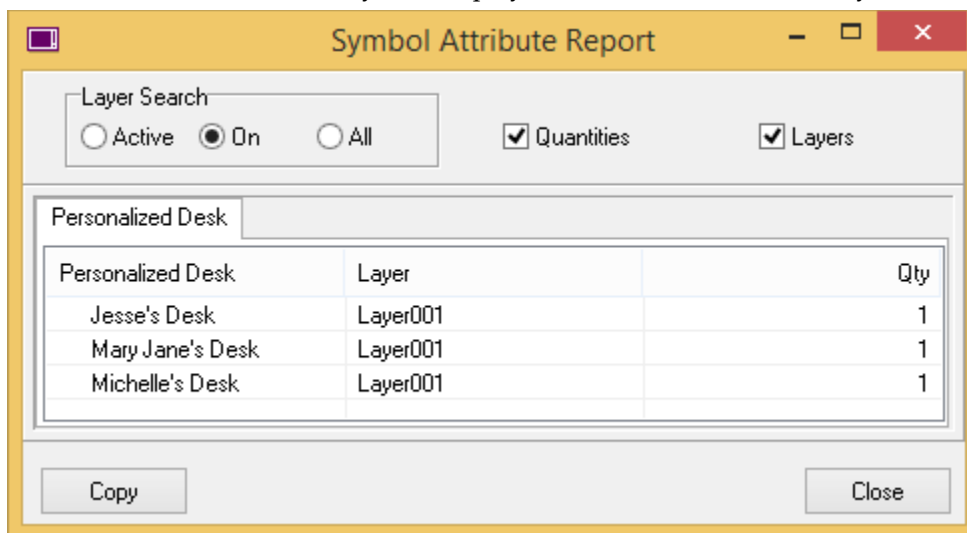 Symbol Attribute Report
Layer Search
Active On All Quantities Layers
Personalized Desk
Personalized Desk Layer Qty
Jesse's Desk Layer001 1
Mary Jane's Desk Layer001 1
Michelle's Desk Layer001 1
Copy Close